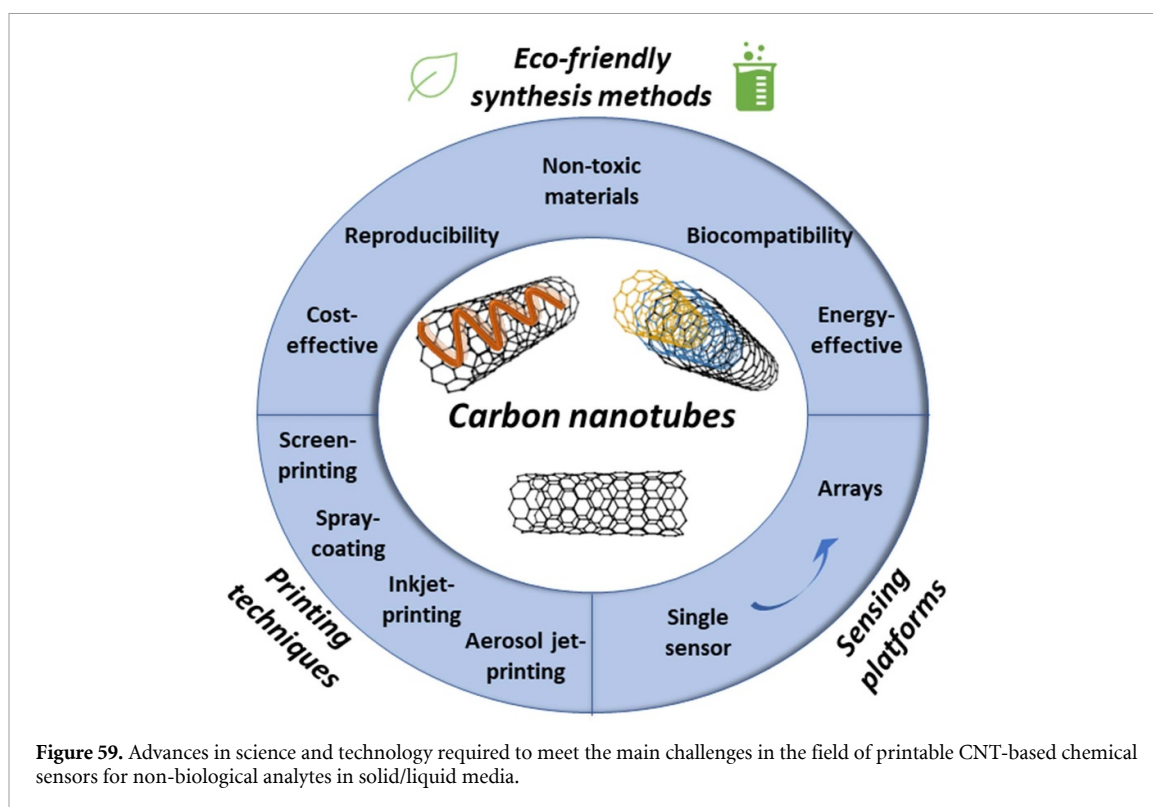 Eco-friendly
synthesis methods
Non-toxic
materials
Reproducibility
Biocompatibility
Cost-
effective
Energy-
effective
Carbon nanotubes
Screen-
printing
Spray-
coating
Inkjet-
printing
Aerosol jet-
printing
Printing
techniques
Arrays
Single
sensor
Sensing
platforms
Figure 59. Advances in science and technology required to meet the main challenges in the field of printable CNT-based chemical
sensors for non-biological analytes in solid/liquid media.